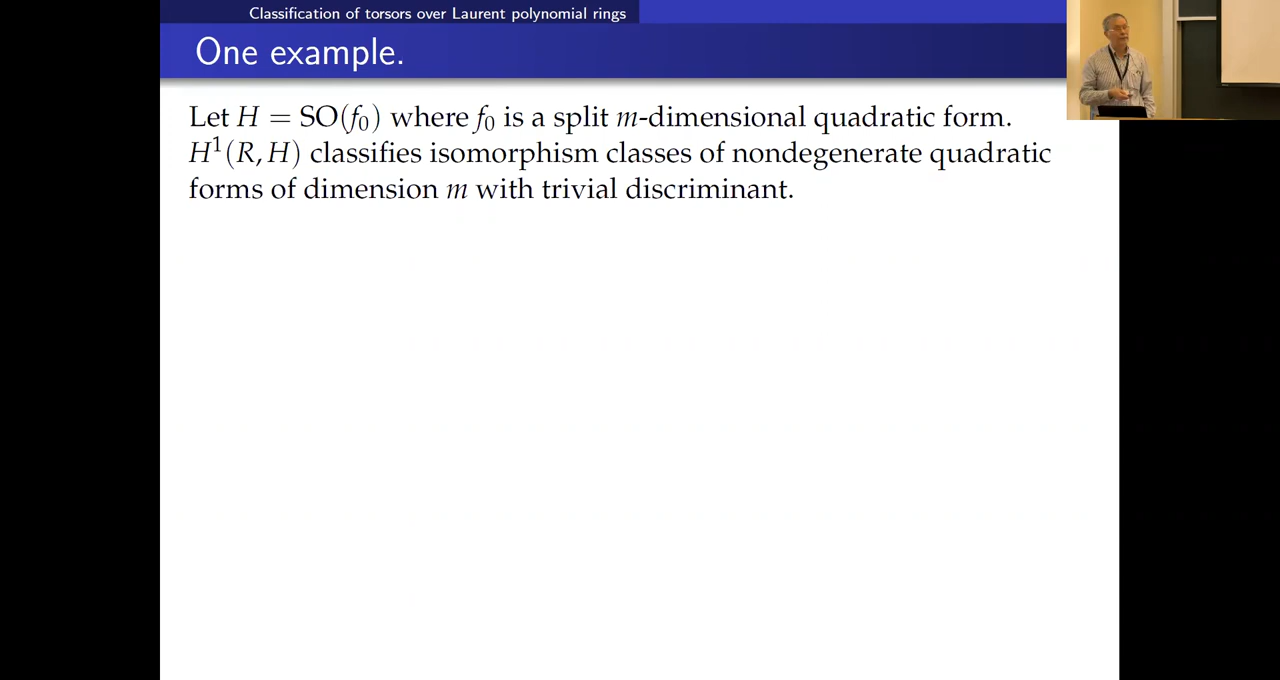 Classification of torsors over Laurent polynomial rings
One example.
Let H = SO(f₀) where f₀ is a split m-dimensional quadratic form.
H¹(R, H) classifies isomorphism classes of nondegenerate quadratic
forms of dimension m with trivial discriminant.